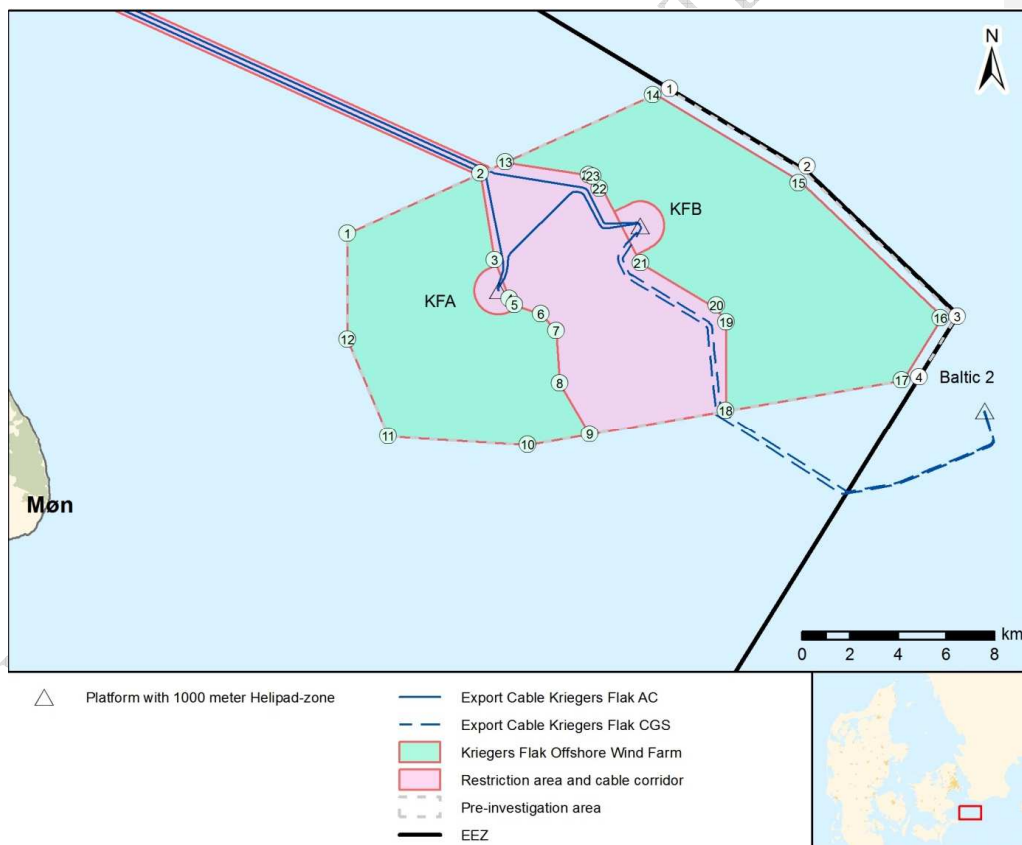 N
14
1
2
15
13
23
22
2
KFB
1
3
21
KFA
5
6
20
7
19
16
3
12
8
17
4
Baltic 2
18
11
9
10
Møn
km
0 2 4 6 8
Platform with 1000 meter Helipad-zone
Export Cable Kriegers Flak AC
Export Cable Kriegers Flak CGS
Kriegers Flak Offshore Wind Farm
Restriction area and cable corridor
Pre-investigation area
EEZ